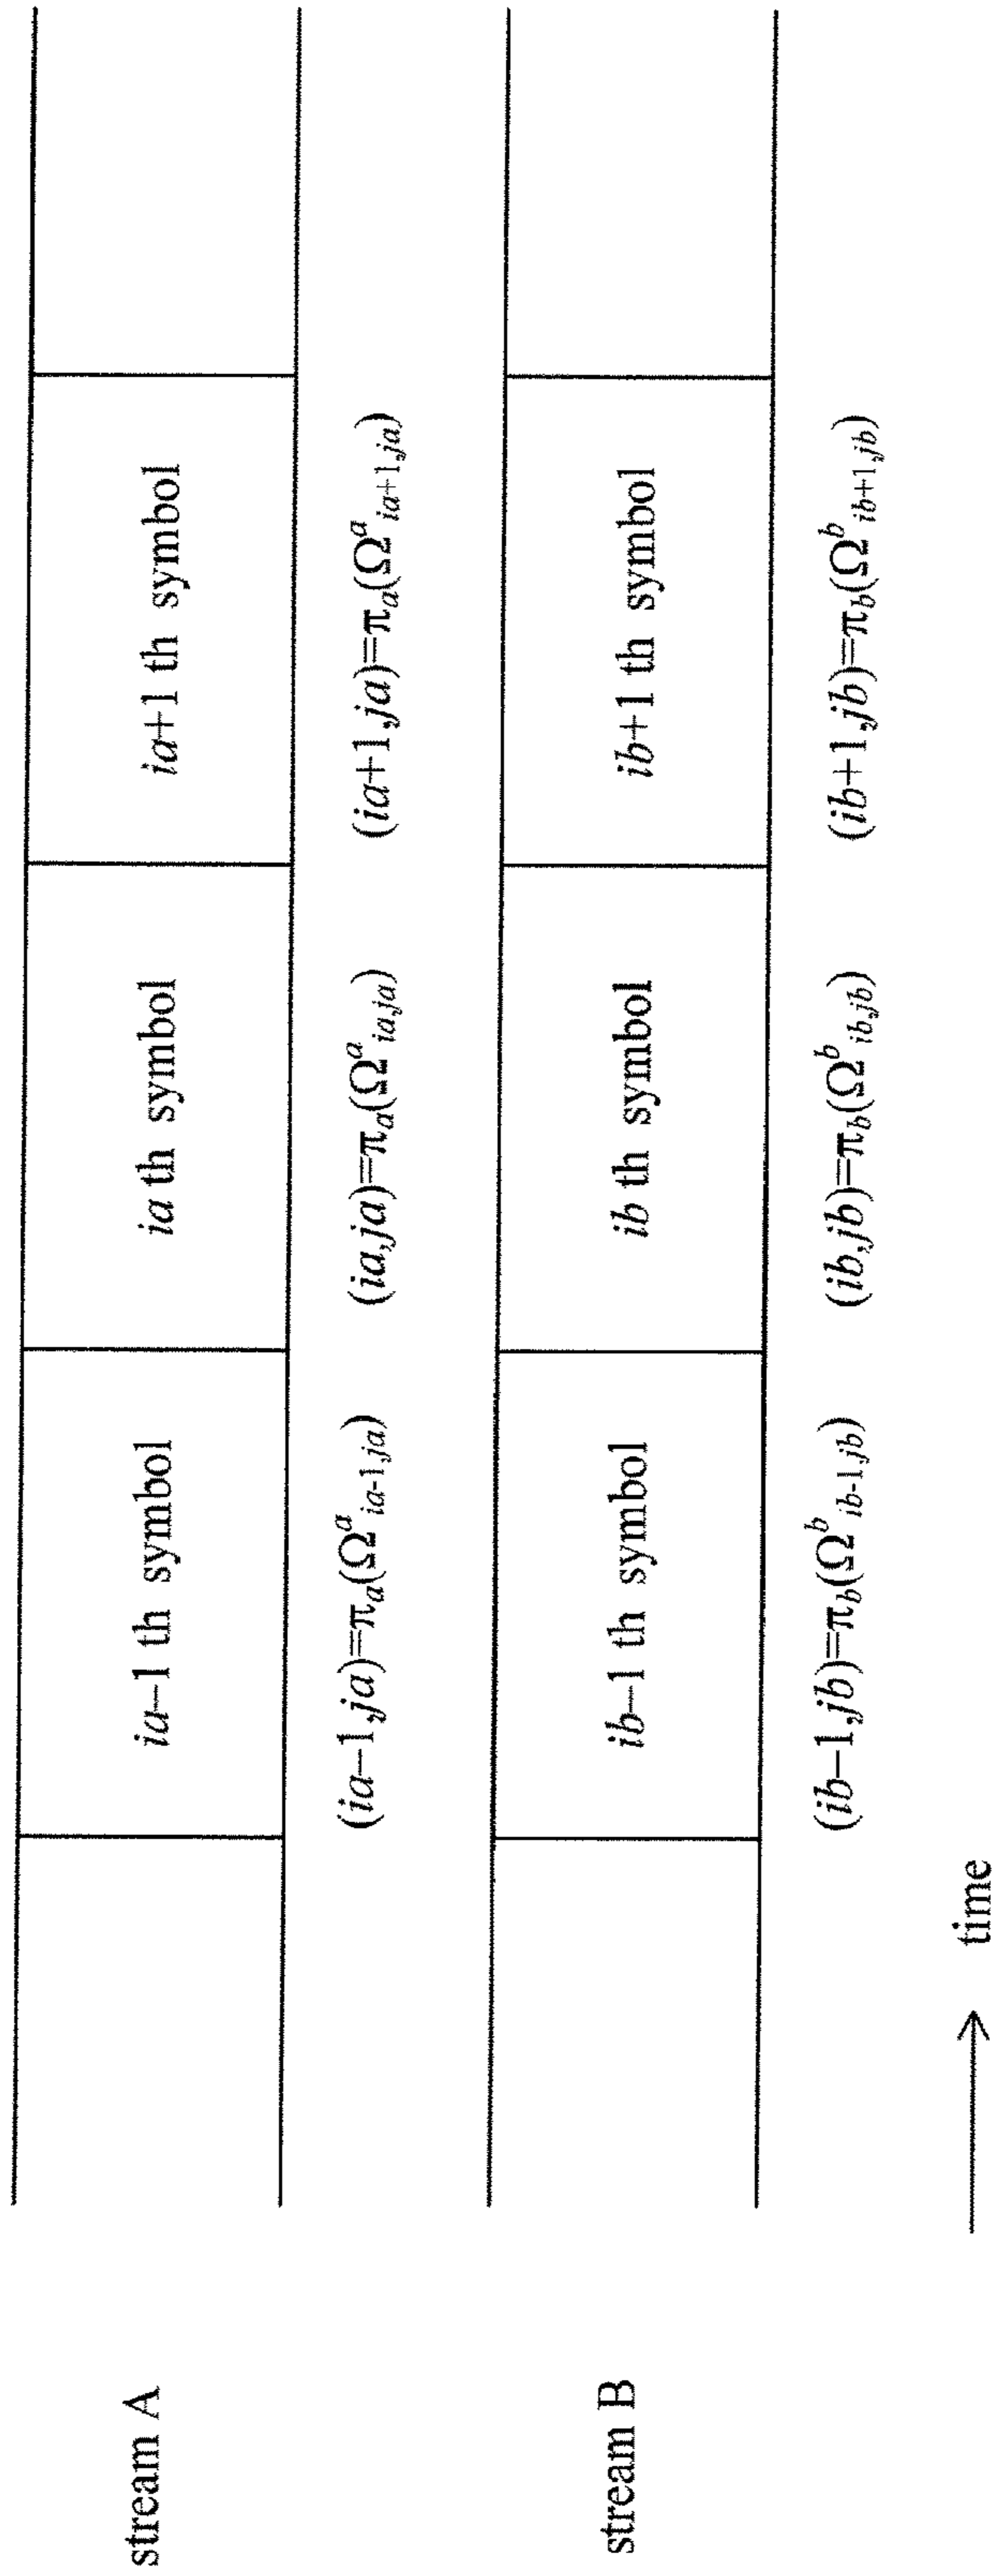 stream A
ia−1 th symbol
ia th symbol
ia+1 th symbol
(ia−1,ja)=πa(Ωᵃia-1,ja)
(ia,ja)=πa(Ωᵃia,ja)
(ia+1,ja)=πa(Ωᵃia+1,ja)
stream B
ib−1 th symbol
ib th symbol
ib+1 th symbol
(ib−1,jb)=πb(Ωᵇib-1,jb)
(ib,jb)=πb(Ωᵇib,jb)
(ib+1,jb)=πb(Ωᵇib+1,jb)
time